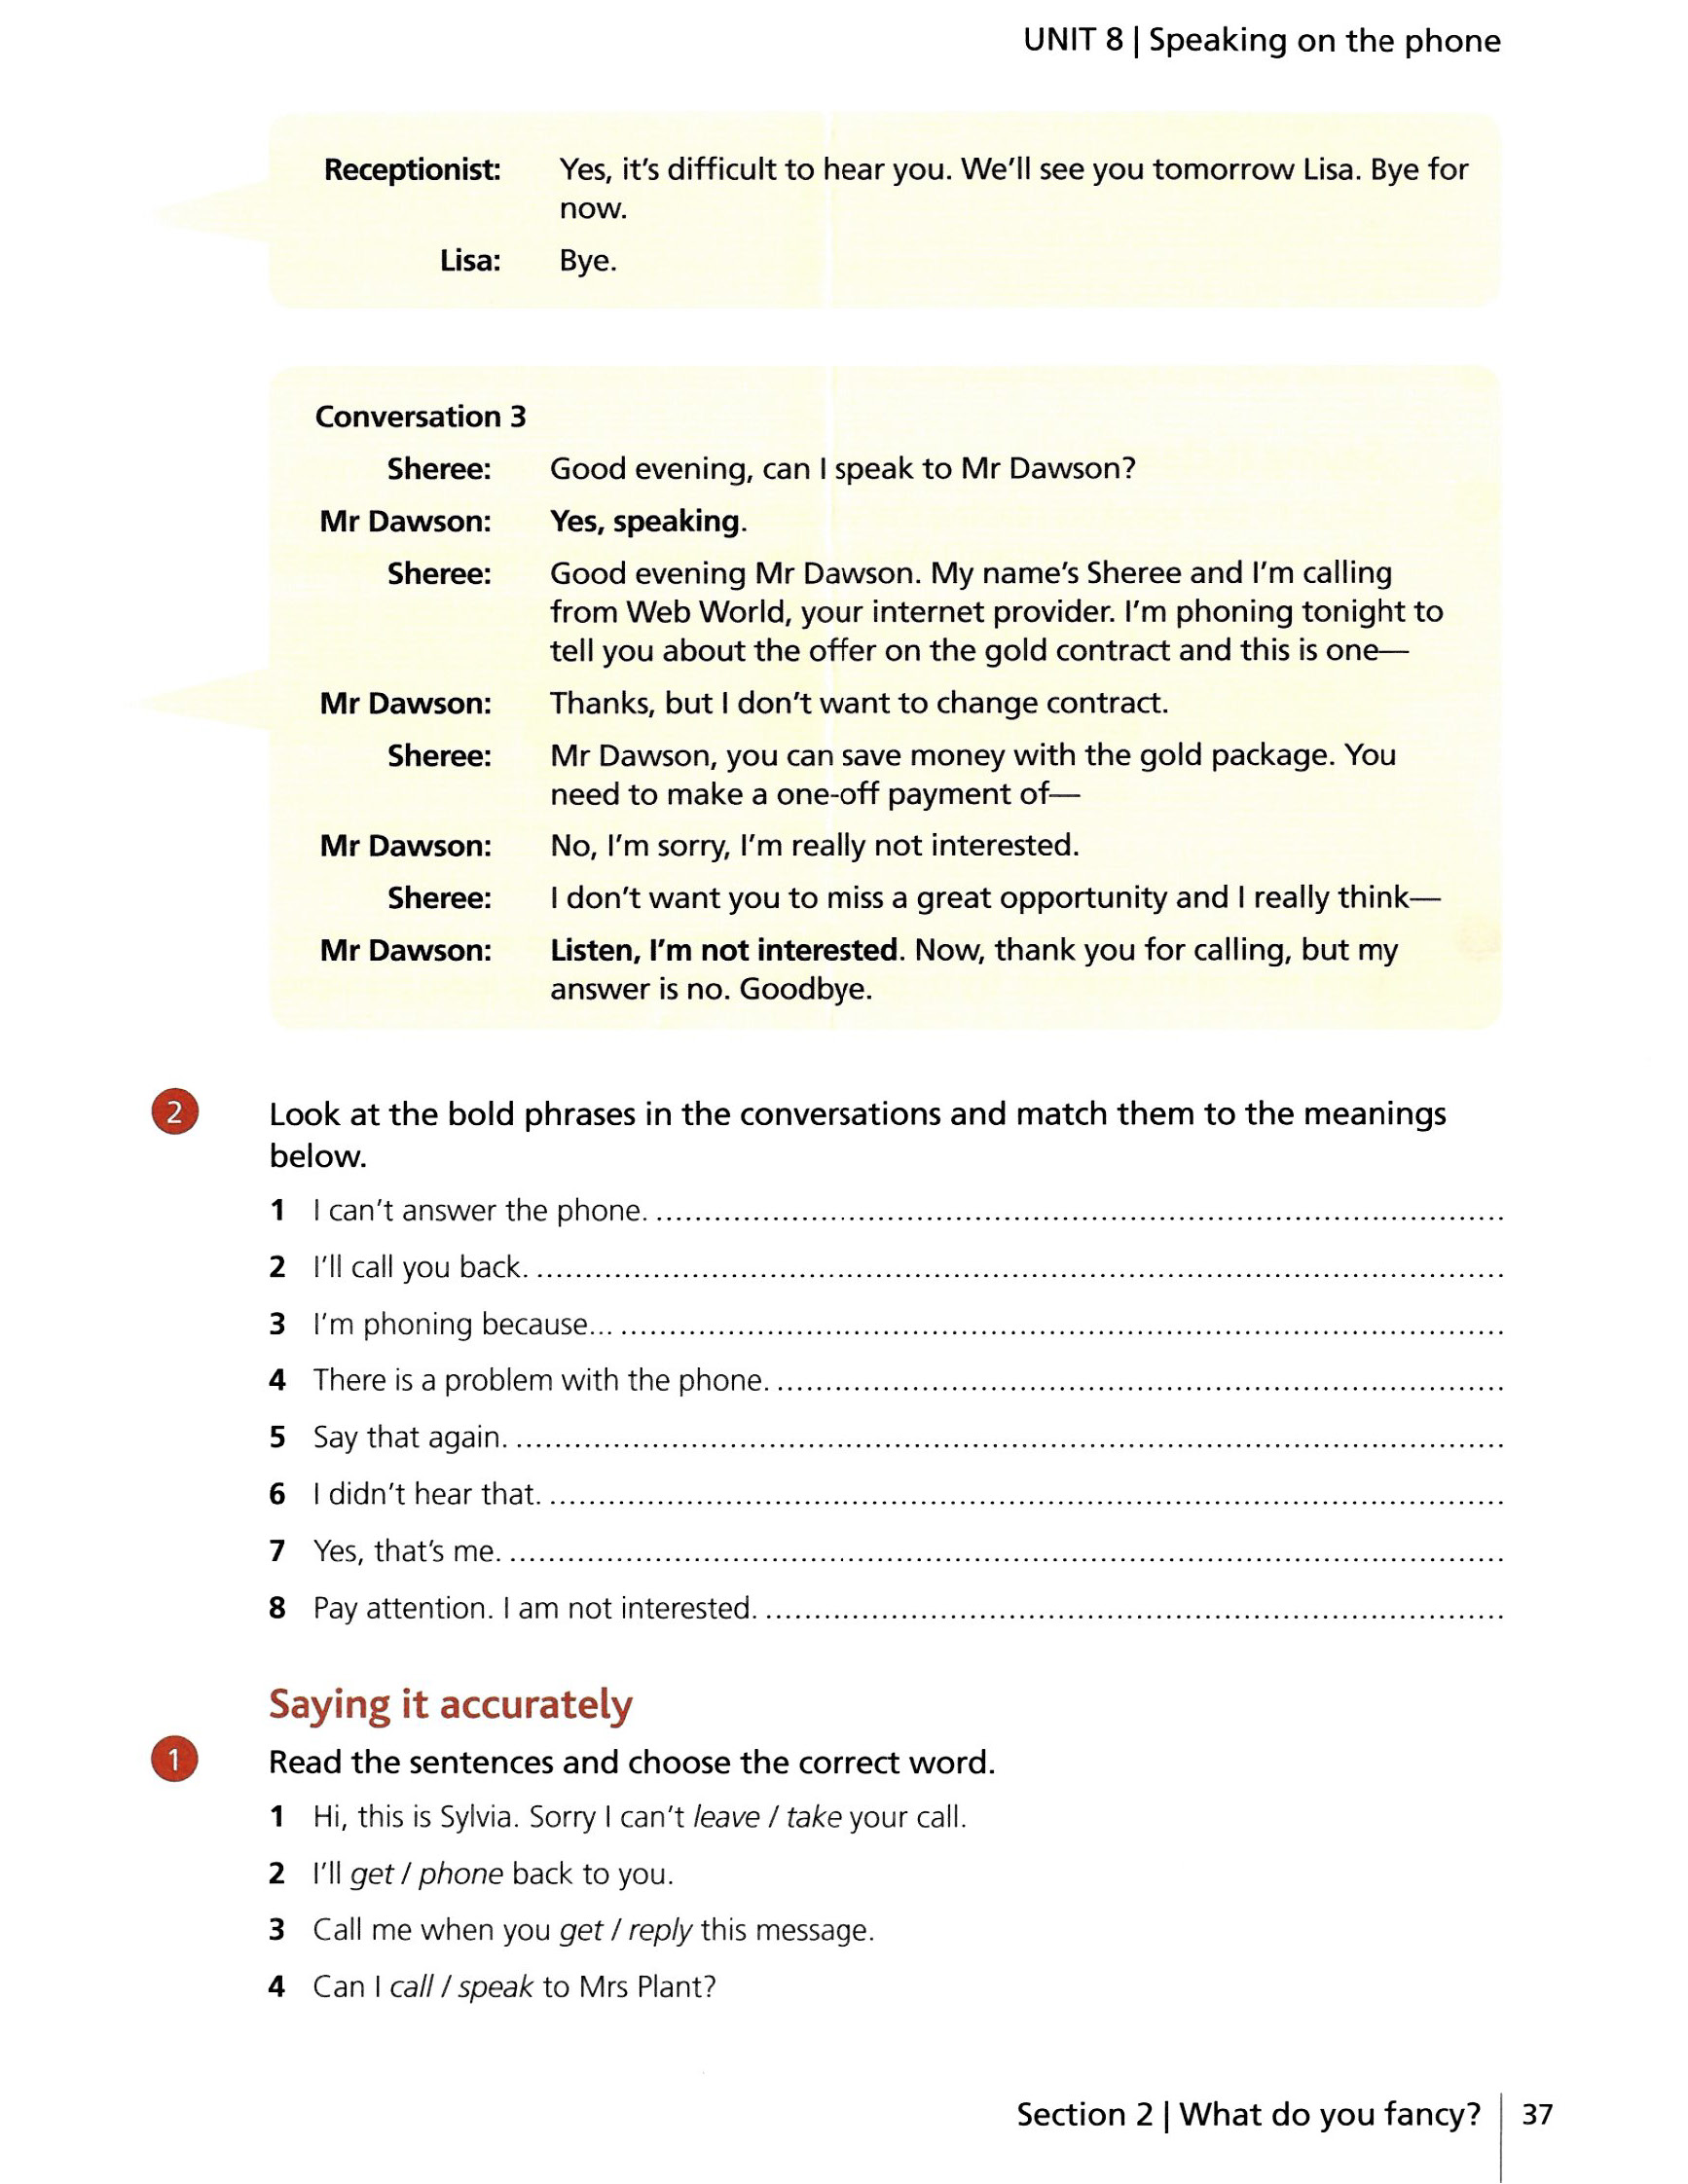 UNIT 8 | Speaking on the phone
Receptionist: Yes, it's difficult to hear you. We'll see you tomorrow Lisa. Bye for
now.
Lisa: Bye.
Conversation 3
Sheree: Good evening, can I speak to Mr Dawson?
Mr Dawson: Yes, speaking.
Sheree: Good evening Mr Dawson. My name's Sheree and I'm calling
from Web World, your internet provider. I'm phoning tonight to
tell you about the offer on the gold contract and this is one—
Mr Dawson: Thanks, but I don't want to change contract.
Sheree: Mr Dawson, you can save money with the gold package. You
need to make a one-off payment of—
Mr Dawson: No, I'm sorry, I'm really not interested.
Sheree: I don't want you to miss a great opportunity and I really think—
Mr Dawson: Listen, I'm not interested. Now, thank you for calling, but my
answer is no. Goodbye.
2 Look at the bold phrases in the conversations and match them to the meanings
below.
1 I can't answer the phone. ........................................
2 I'll call you back. ........................................
3 I'm phoning because... ........................................
4 There is a problem with the phone. ........................................
5 Say that again. ........................................
6 I didn't hear that. ........................................
7 Yes, that's me. ........................................
8 Pay attention. I am not interested. ........................................
Saying it accurately
1 Read the sentences and choose the correct word.
1 Hi, this is Sylvia. Sorry I can't leave / take your call.
2 I'll get / phone back to you.
3 Call me when you get / reply this message.
4 Can I call / speak to Mrs Plant?
Section 2 | What do you fancy? 37